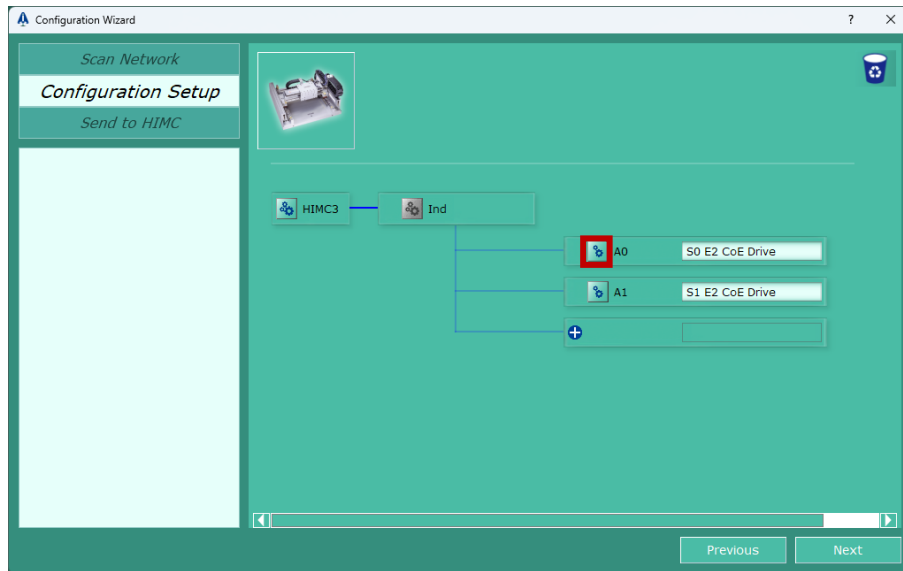 Configuration Wizard
Scan Network
Configuration Setup
Send to HIMC
HIMC3
Ind
A0
S0 E2 CoE Drive
A1
S1 E2 CoE Drive
Previous
Next